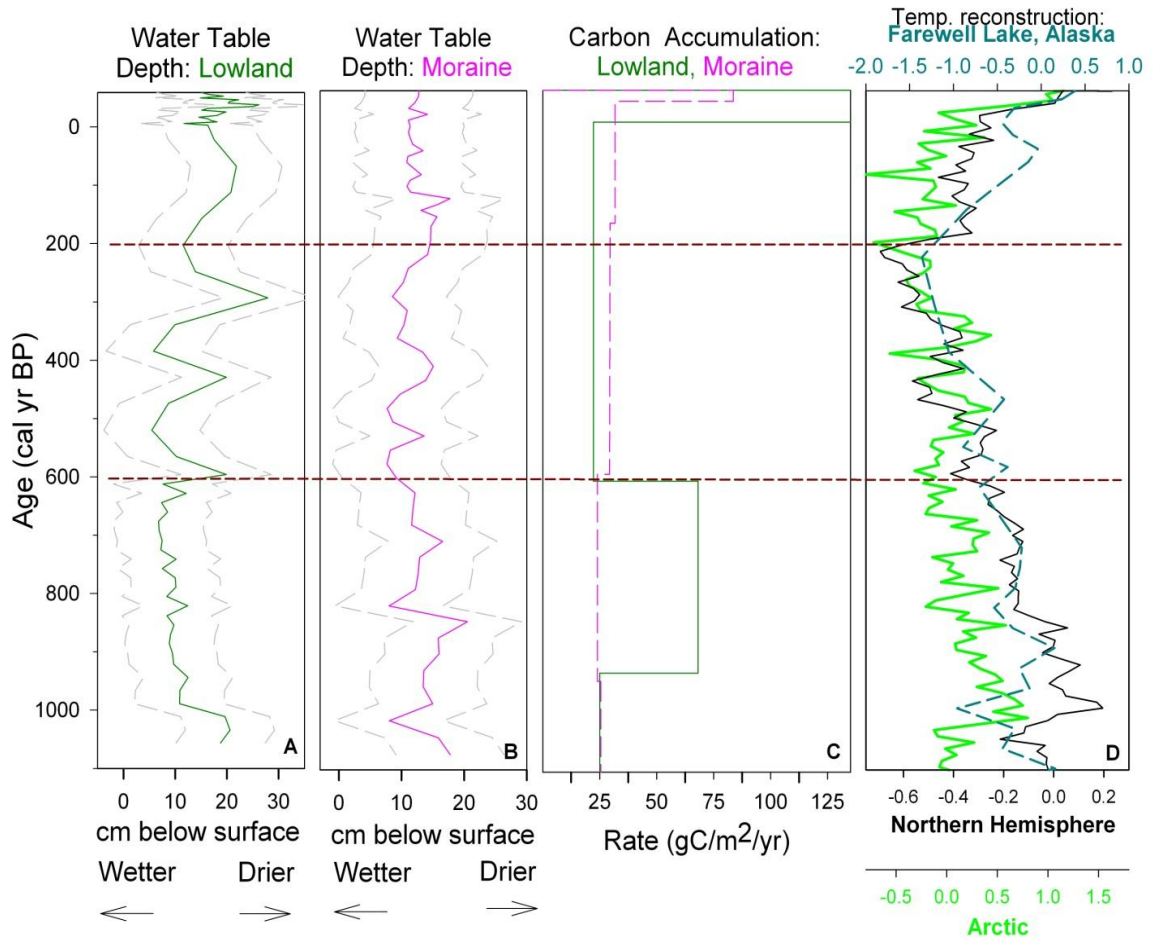 Water Table
Depth: Lowland
Water Table
Depth: Moraine
Carbon Accumulation:
Lowland, Moraine
Temp. reconstruction:
Farewell Lake, Alaska
-2.0 -1.5 -1.0 -0.5 0.0 0.5 1.0
Age (cal yr BP)
0
200
400
600
800
1000
A
B
C
D
0 10 20 30
cm below surface
Wetter Drier
0 10 20 30
cm below surface
Wetter Drier
25 50 75 100 125
Rate (gC/m²/yr)
-0.6 -0.4 -0.2 0.0 0.2
Northern Hemisphere
-0.5 0.0 0.5 1.0 1.5
Arctic